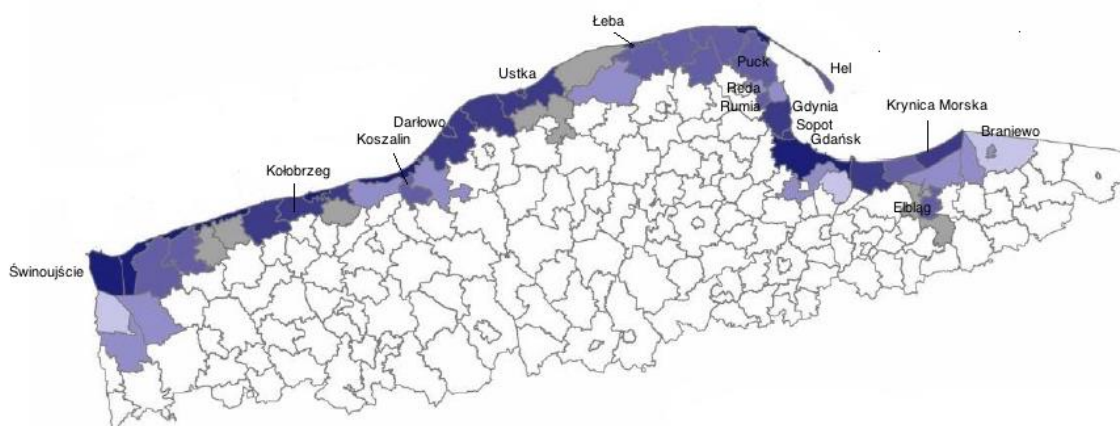 Łeba
Ustka
Puck
Hel
Reda
Rumia
Gdynia
Krynica Morska
Darłowo
Sopot
Koszalin
Gdańsk
Braniewo
Kołobrzeg
Elbląg
Świnoujście